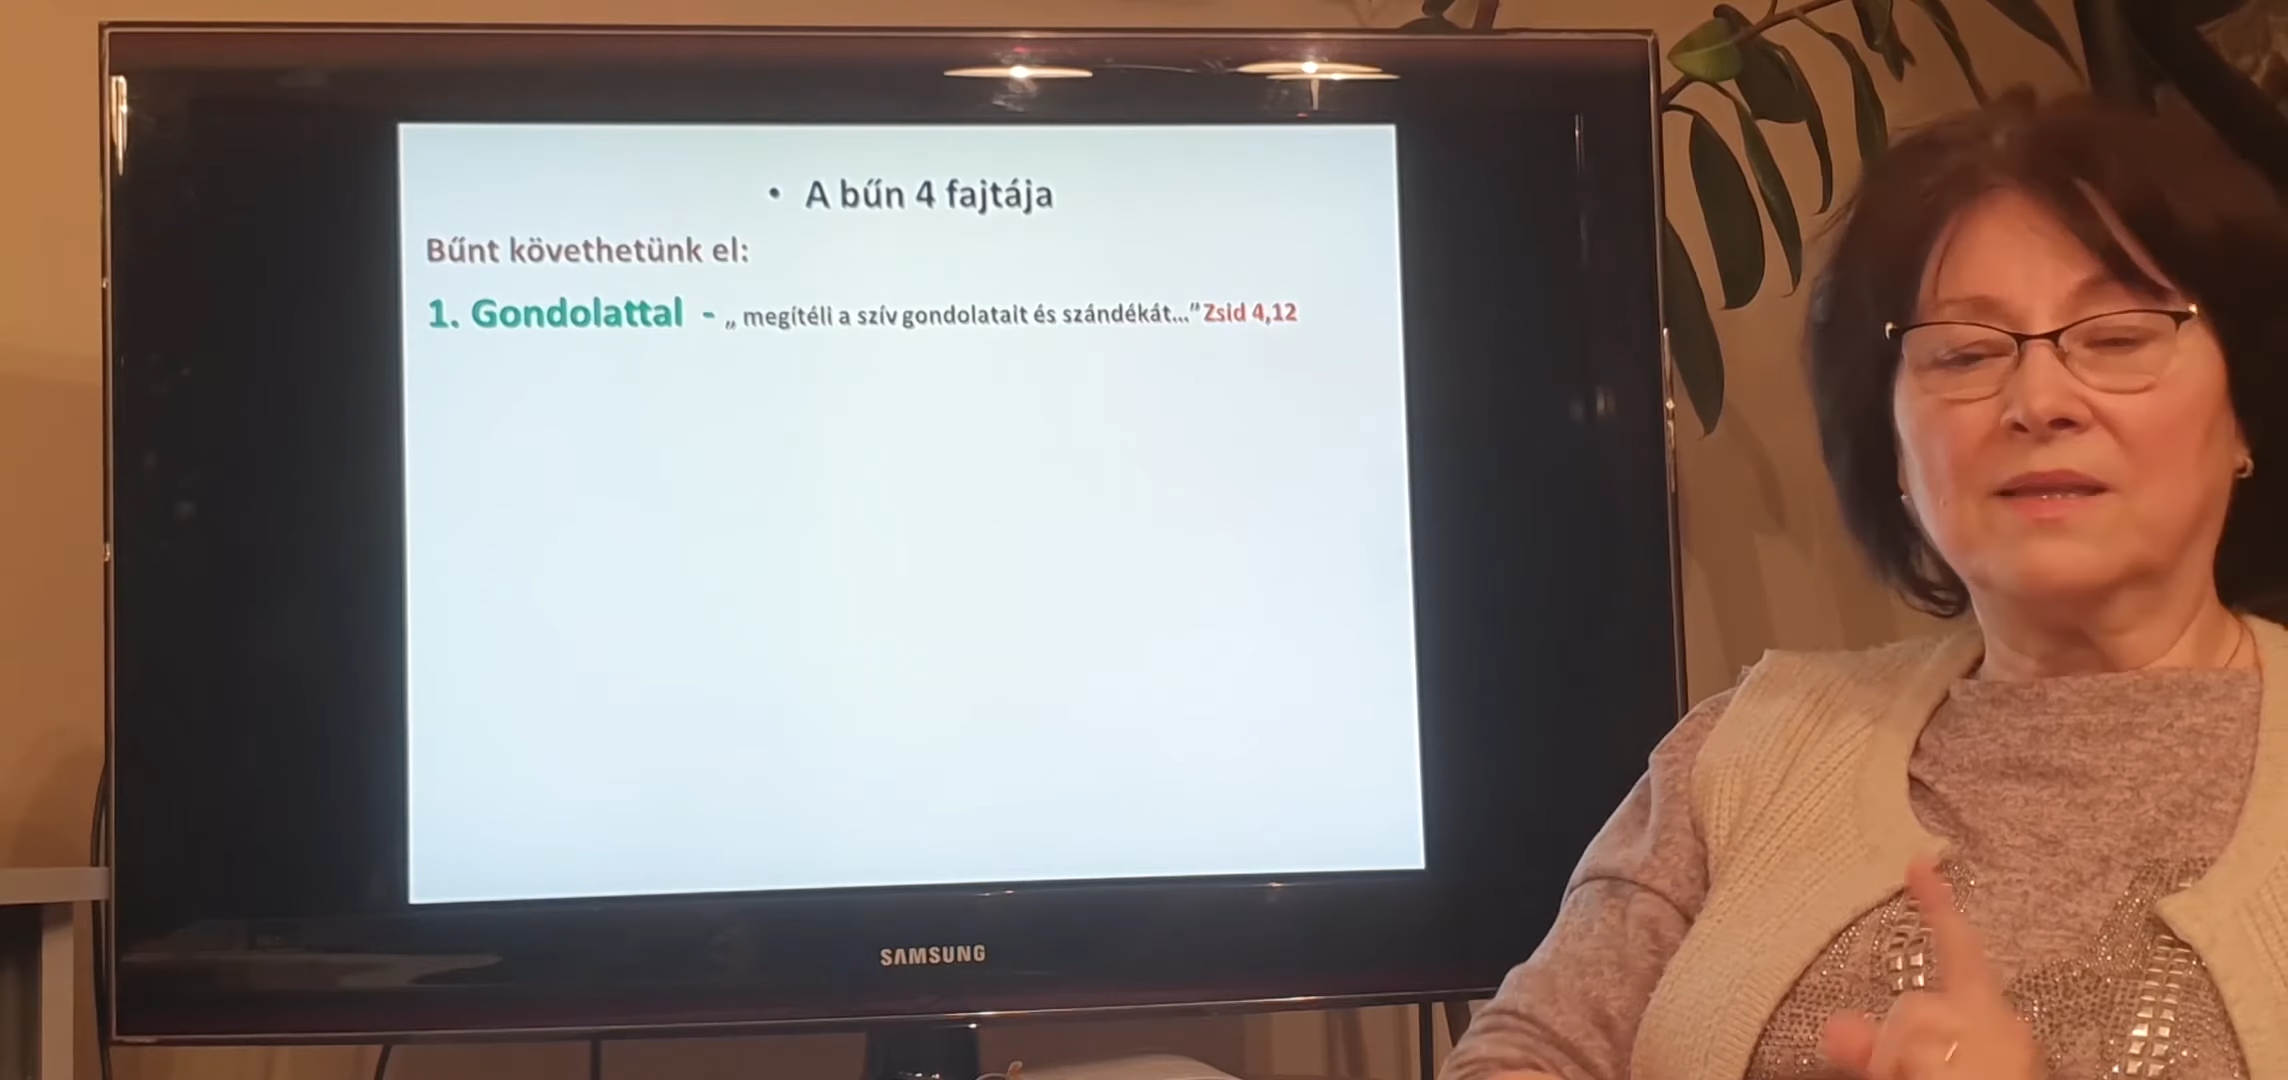 • A bűn 4 fajtája
Bűnt követhetünk el:
1. Gondolattal - „ megítéli a szív gondolatait és szándékát..." Zsid 4,12
SAMSUNG